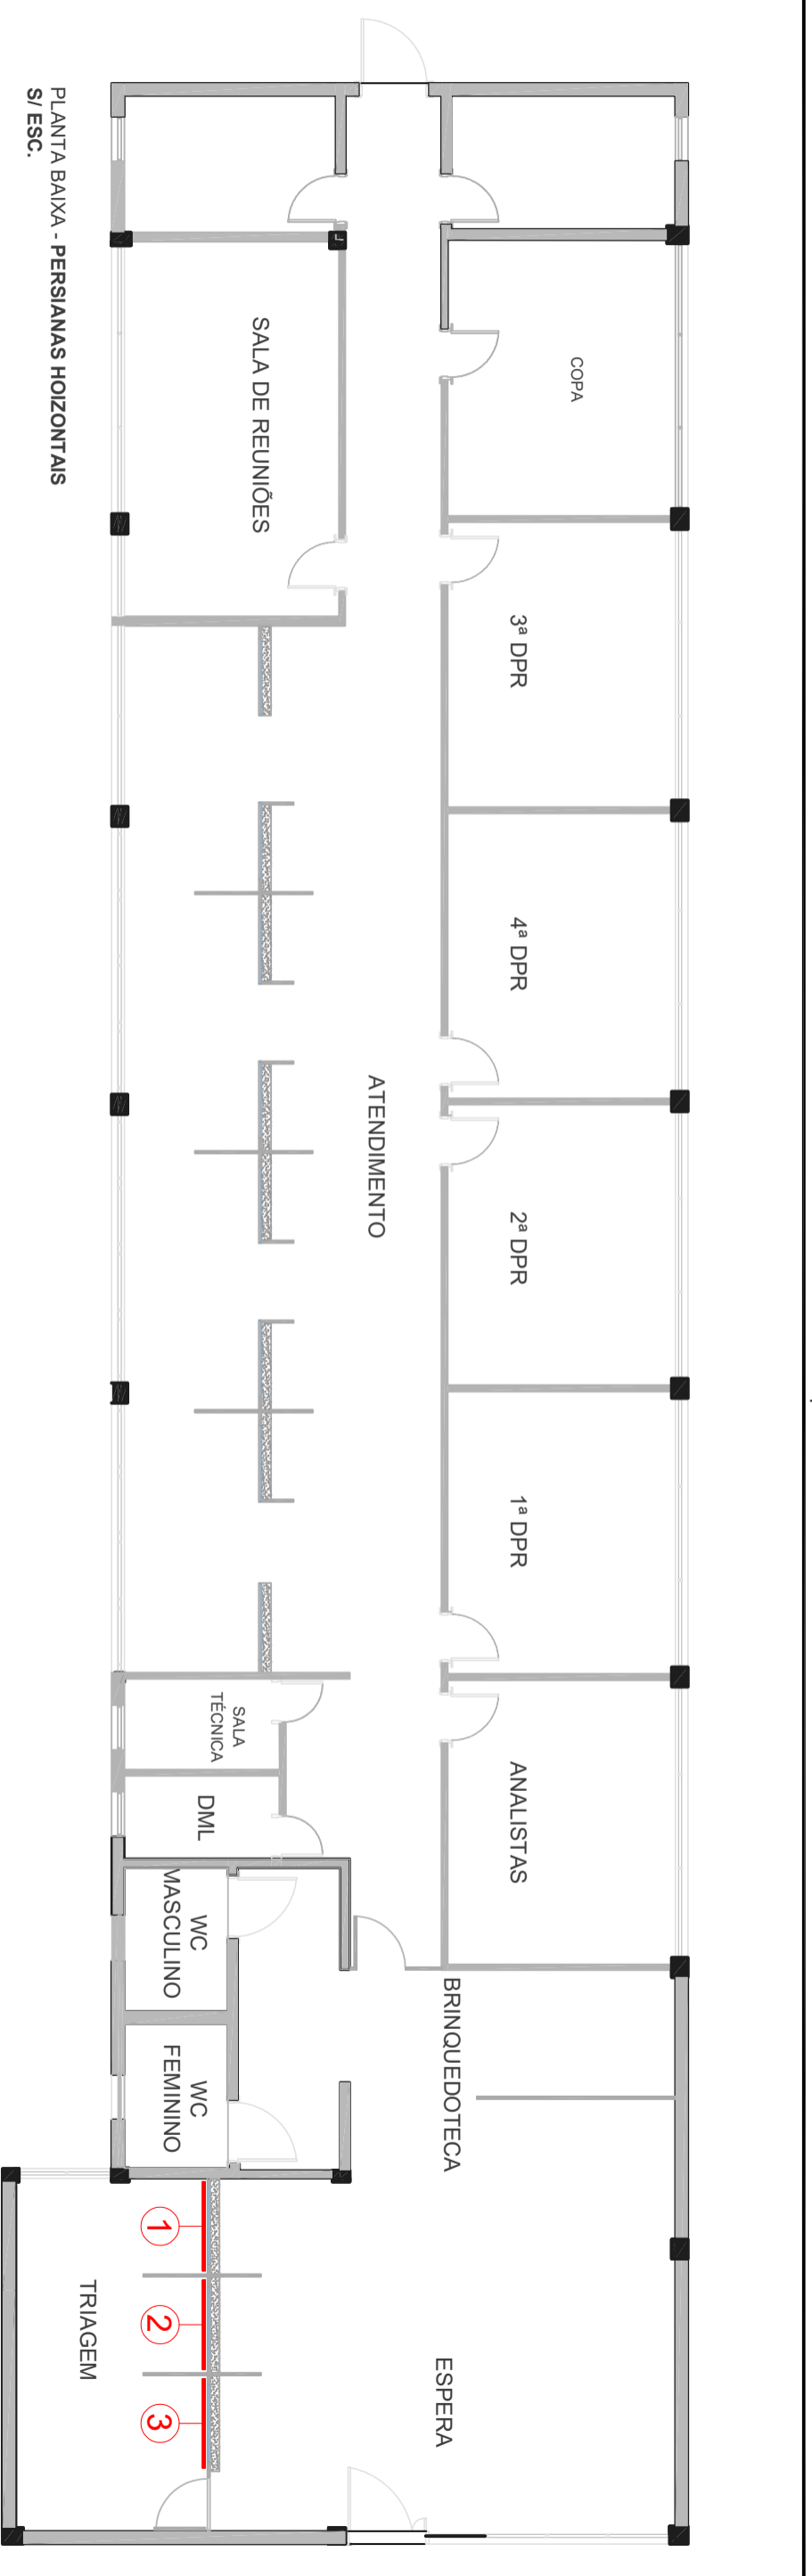 COPA
3ª DPR
4ª DPR
2ª DPR
1ª DPR
ANALISTAS
BRINQUEDOTECA
ESPERA
ATENDIMENTO
SALA DE REUNIÕES
SALA
TÉCNICA
DML
WC
MASCULINO
WC
FEMININO
1
2
3
TRIAGEM
PLANTA BAIXA - PERSIANAS HOIZONTAIS
S/ ESC.